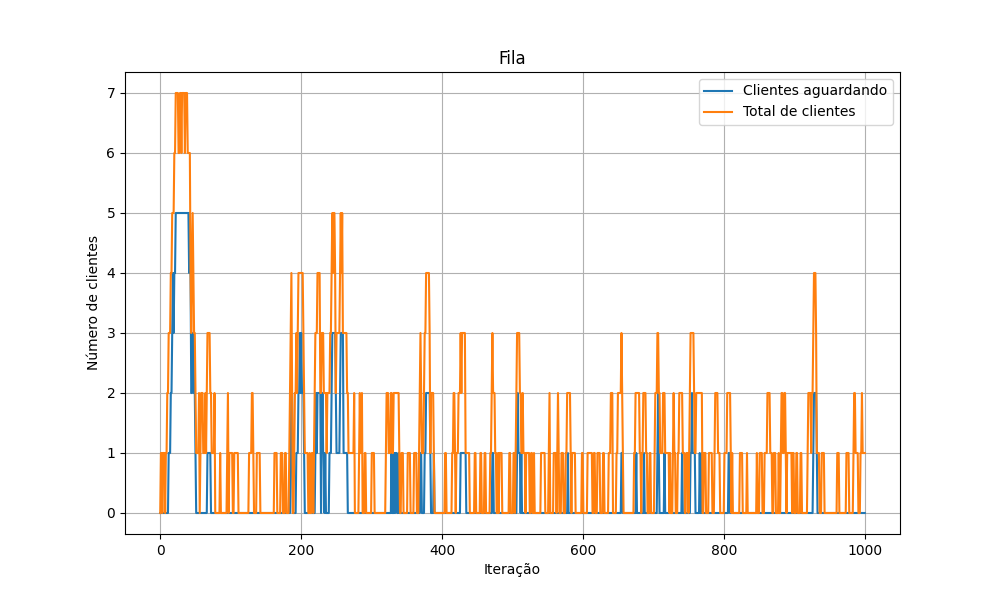 Fila
Clientes aguardando
Total de clientes
Número de clientes
7
6
5
4
3
2
1
0
0 200 400 600 800 1000
Iteração